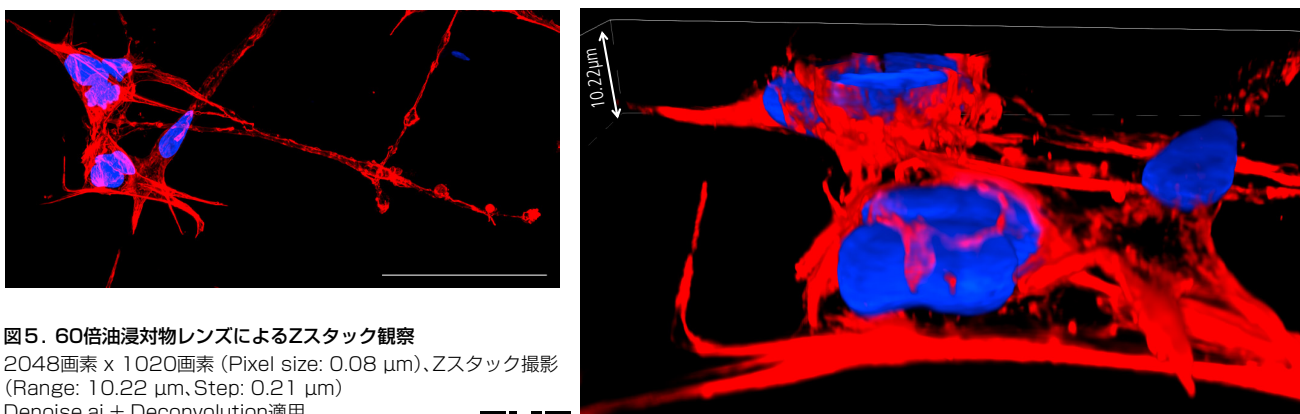 10.22μm
図5. 60倍油浸対物レンズによるZスタック観察
2048画素 x 1020画素 (Pixel size: 0.08 μm)、Zスタック撮影
(Range: 10.22 μm、Step: 0.21 μm)
Denoise.ai + Deconvolution適用